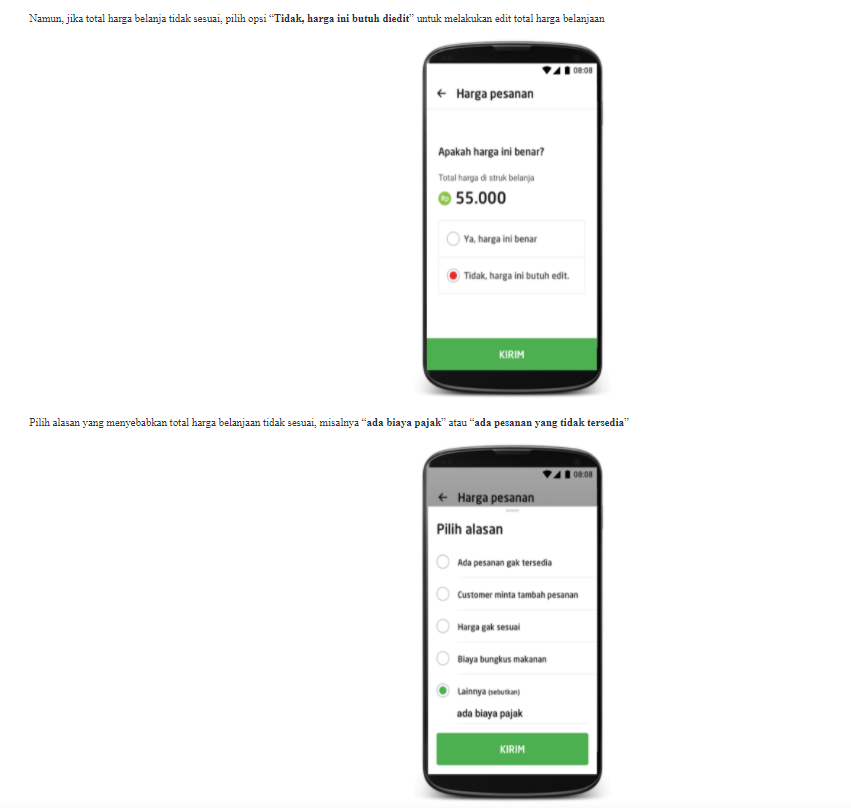 Namun, jika total harga belanja tidak sesuai, pilih opsi “Tidak, harga ini butuh diedit” untuk melakukan edit total harga belanjaan
08:08
← Harga pesanan
Apakah harga ini benar?
Total harga di struk belanja
Rp 55.000
Ya, harga ini benar
Tidak, harga ini butuh edit.
KIRIM
Pilih alasan yang menyebabkan total harga belanjaan tidak sesuai, misalnya “ada biaya pajak” atau “ada pesanan yang tidak tersedia”
08:08
← Harga pesanan
Pilih alasan
Ada pesanan gak tersedia
Customer minta tambah pesanan
Harga gak sesuai
Biaya bungkus makanan
Lainnya (sebutkan)
ada biaya pajak
KIRIM